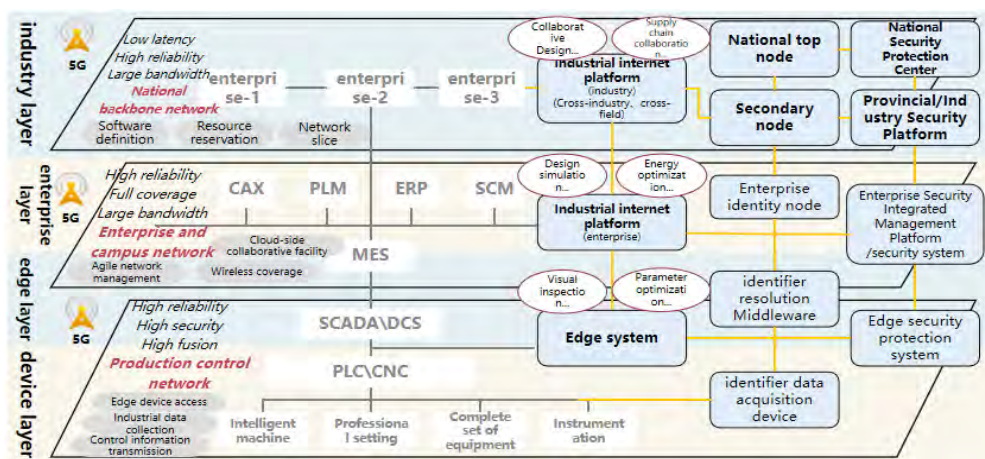 industry layer
5G
Low latency
High reliability
Large bandwidth
National
backbone network
Software
definition
Resource
reservation
Network
slice
enterpri
se-1
enterpri
se-2
enterpri
se-3
Collaborat
ive
Design...
Supply
chain
collaboratio
n...
Industrial internet
platform
(industry)
(Cross-industry、cross-
field)
National top
node
Secondary
node
National
Security
Protection
Center
Provincial/Ind
ustry Security
Platform
enterprise
layer
5G
High reliability
Full coverage
Large bandwidth
Enterprise and
campus network
Agile network
management
Cloud-side
collaborative facility
Wireless coverage
CAX
PLM
ERP
SCM
MES
Design
simulatio
n...
Energy
optimizat
ion...
Industrial internet
platform
(enterprise)
Enterprise
identity node
Enterprise Security
Integrated
Management
Platform
/security system
edge layer
5G
High reliability
High security
High fusion
Production control
network
SCADA\DCS
PLC\CNC
Visual
inspectio
n...
Parameter
optimizati
on...
Edge system
identifier
resolution
Middleware
Edge security
protection
system
device layer
Edge device access
Industrial data
collection
Control information
transmission
Intelligent
machine
Professiona
l setting
Complete
set of
equipment
Instrument
ation
identifier data
acquisition
device